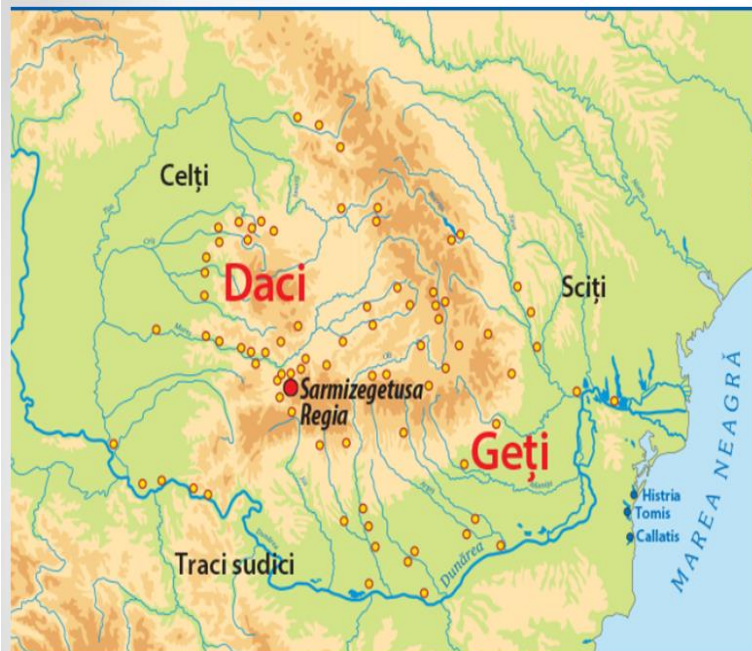 Celți
Daci
Sciți
Sarmizegetusa
Regia
Geți
Histria
Tomis
Callatis
MAREA NEAGRĂ
Traci sudici
Dunărea